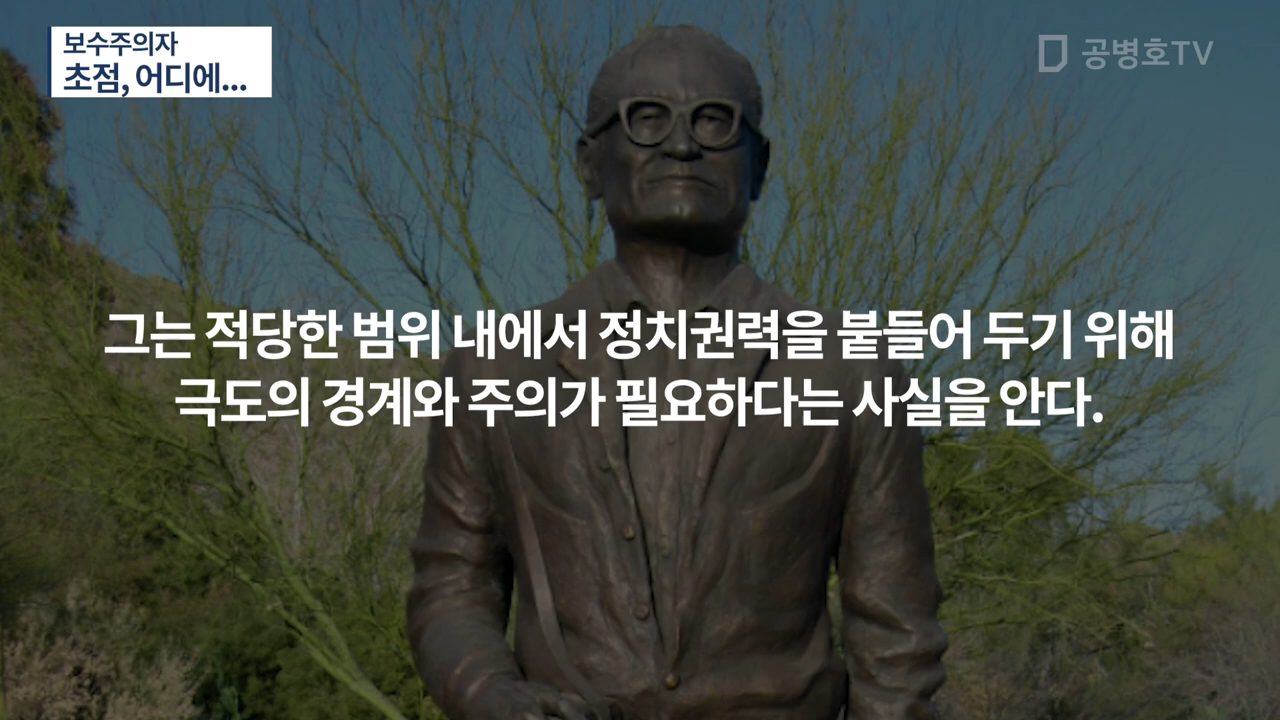 보수주의자
초점, 어디에...
공병호TV
그는 적당한 범위 내에서 정치권력을 붙들어 두기 위해
극도의 경계와 주의가 필요하다는 사실을 안다.